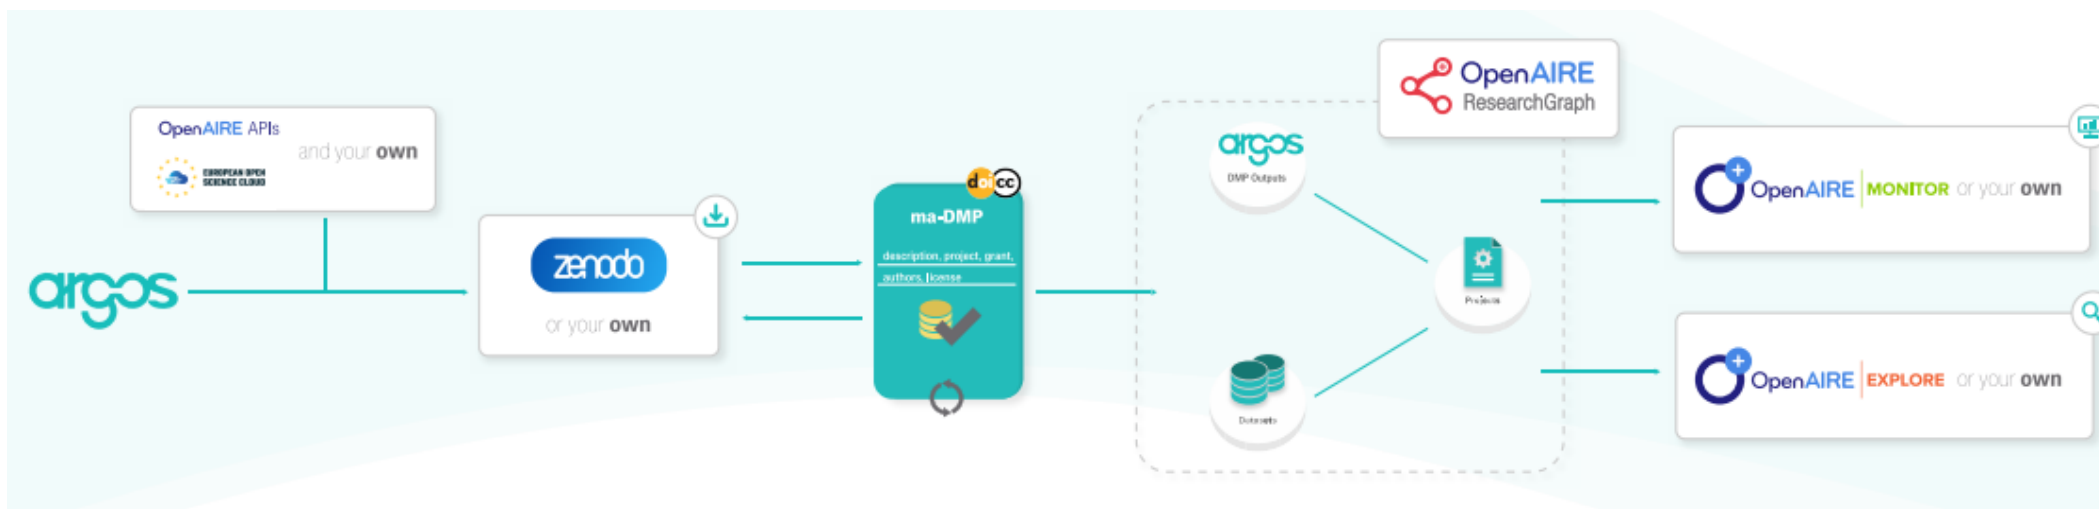 argos
OpenAIRE APIs
and your own
EUROPEAN OPEN
SCIENCE CLOUD
zenodo
or your own
doi cc
ma-DMP
description, project, grant,
authors, license
argos
DMP Outputs
Datasets
Projects
OpenAIRE
ResearchGraph
OpenAIRE MONITOR or your own
OpenAIRE EXPLORE or your own